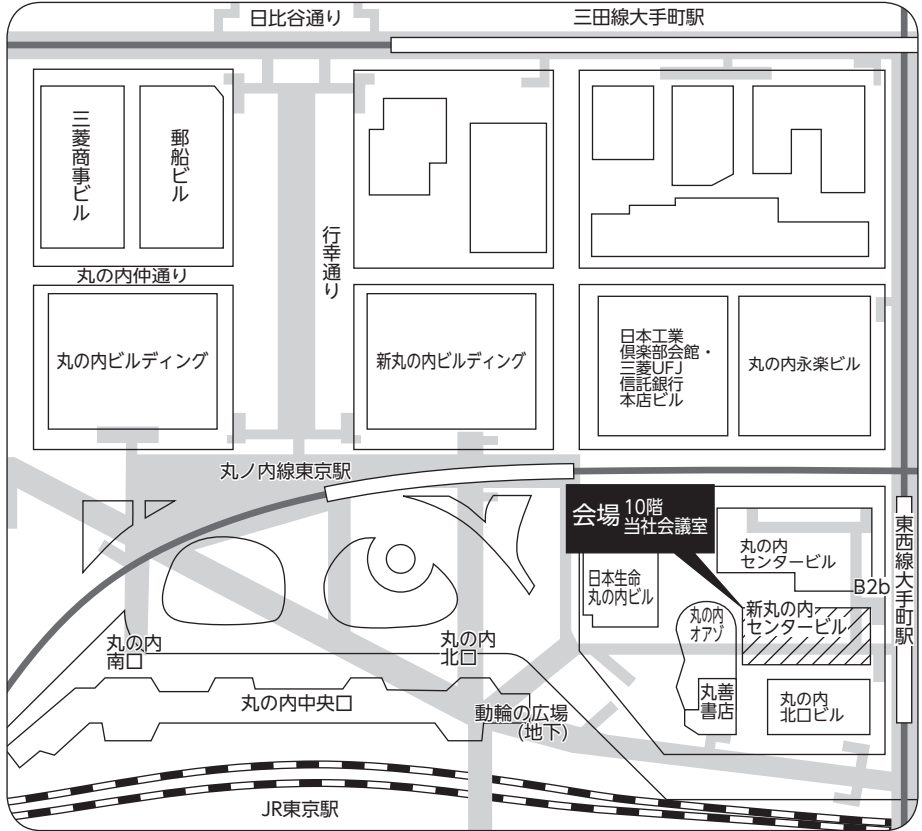 日比谷通り
三田線大手町駅
三菱商事ビル
郵船ビル
行幸通り
丸の内仲通り
丸の内ビルディング
新丸の内ビルディング
日本工業
倶楽部会館・
三菱UFJ
信託銀行
本店ビル
丸の内永楽ビル
丸ノ内線東京駅
会場 10階
当社会議室
丸の内
センタービル
東西線大手町駅
B2b
日本生命
丸の内ビル
丸の内
オアゾ
新丸の内
センタービル
丸の内
南口
丸の内
北口
丸の内中央口
動輪の広場
(地下)
丸善
書店
丸の内
北口ビル
JR東京駅